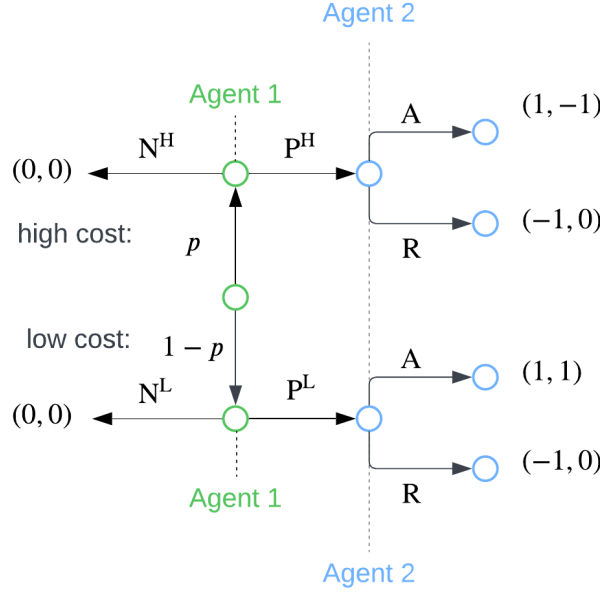 Agent 2
Agent 1
(1, −1)
A
N^H
P^H
(0, 0)
(−1, 0)
R
high cost:
p
low cost:
1 − p
A
(1, 1)
N^L
P^L
(0, 0)
(−1, 0)
R
Agent 1
Agent 2